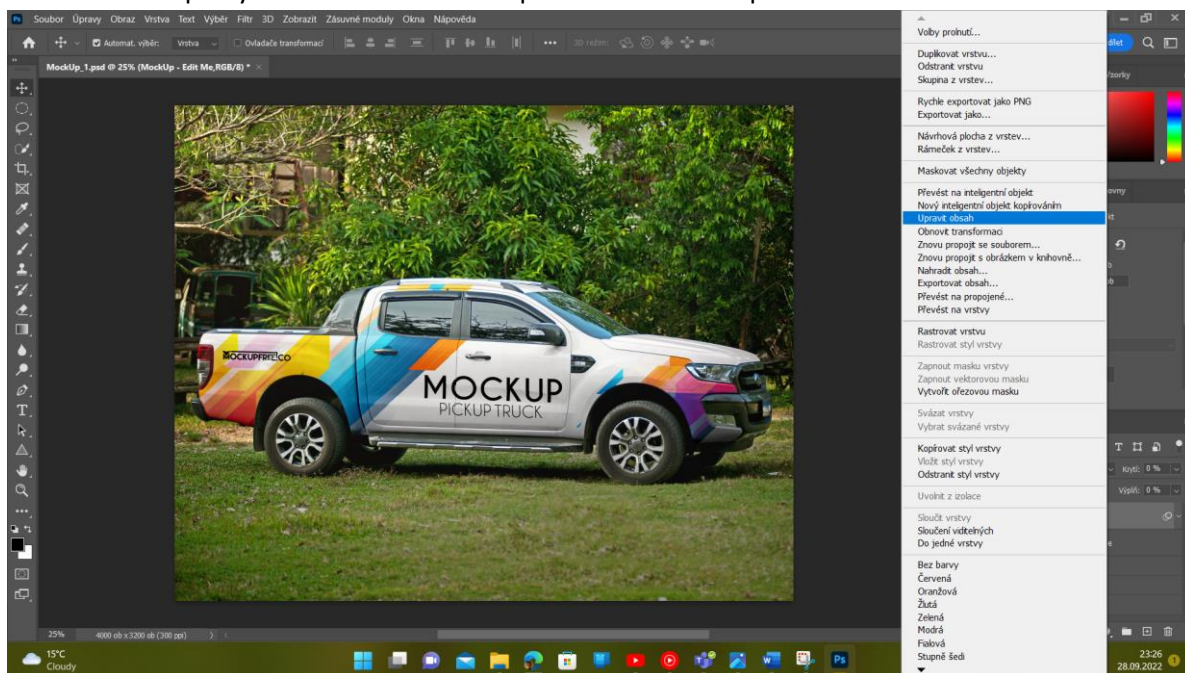 Soubor Úpravy Obraz Vrstva Text Výběr Filtr 3D Zobrazit Zásuvné moduly Okna Nápověda
Automat. výběr: Vrstva Ovladače transformací 3D režim:
MockUp_1.psd @ 25% (MockUp - Edit Me,RGB/8) *
MOCKUPFREE.CO
MOCKUP
PICKUP TRUCK
25% 4000 ob x 3200 ob (300 ppi)
Volby prolnutí...
Duplikovat vrstvu...
Odstranit vrstvu
Skupina z vrstev...
Rychle exportovat jako PNG
Exportovat jako...
Návrhová plocha z vrstev...
Rámeček z vrstev...
Maskovat všechny objekty
Převést na inteligentní objekt
Nový inteligentní objekt kopírováním
Upravit obsah
Obnovit transformaci
Znovu propojit se souborem...
Znovu propojit s obrázkem v knihovně...
Nahradit obsah...
Exportovat obsah...
Převést na propojené...
Převést na vrstvy
Rastrovat vrstvu
Rastrovat styl vrstvy
Zapnout masku vrstvy
Zapnout vektorovou masku
Vytvořit ořezovou masku
Svázat vrstvy
Vybrat svázané vrstvy
Kopírovat styl vrstvy
Vložit styl vrstvy
Odstranit styl vrstvy
Uvolnit z izolace
Sloučit vrstvy
Sloučení viditelných
Do jedné vrstvy
Bez barvy
Červená
Oranžová
Žlutá
Zelená
Modrá
Fialová
Stupně šedi
Krytí: 0 %
Výplň: 0 %
15°C
Cloudy
23:26
28.09.2022